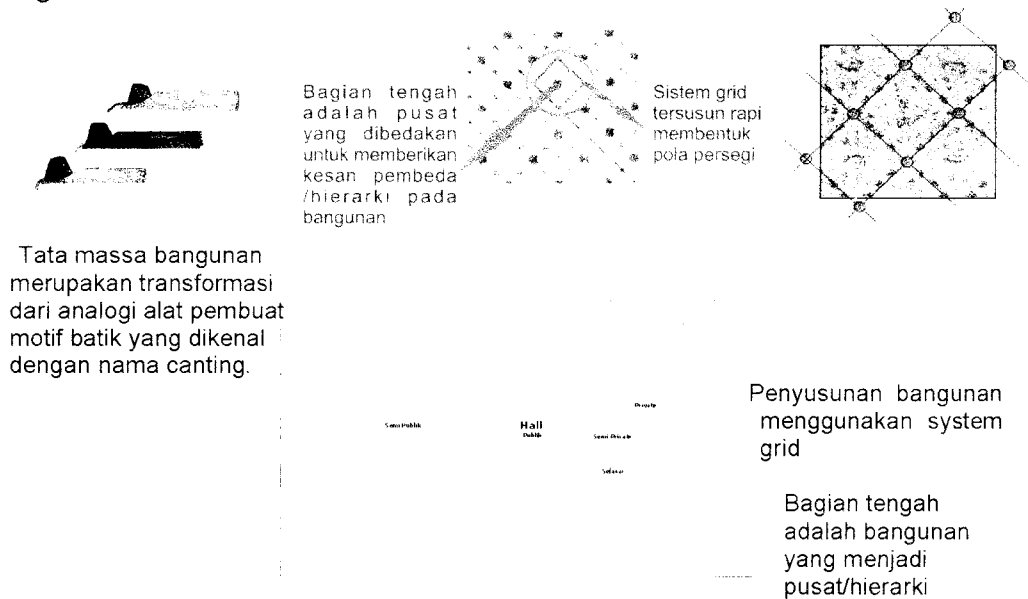 Bagian tengah
adalah pusat
yang dibedakan
untuk memberikan
kesan pembeda
/hierarki pada
bangunan
Sistem grid
tersusun rapi
membentuk
pola persegi
Tata massa bangunan
merupakan transformasi
dari analogi alat pembuat
motif batik yang dikenal
dengan nama canting.
Private
Semi Publik
Hall
Publik
Semi Private
Selasar
Penyusunan bangunan
menggunakan system
grid
Bagian tengah
adalah bangunan
yang menjadi
pusat/hierarki